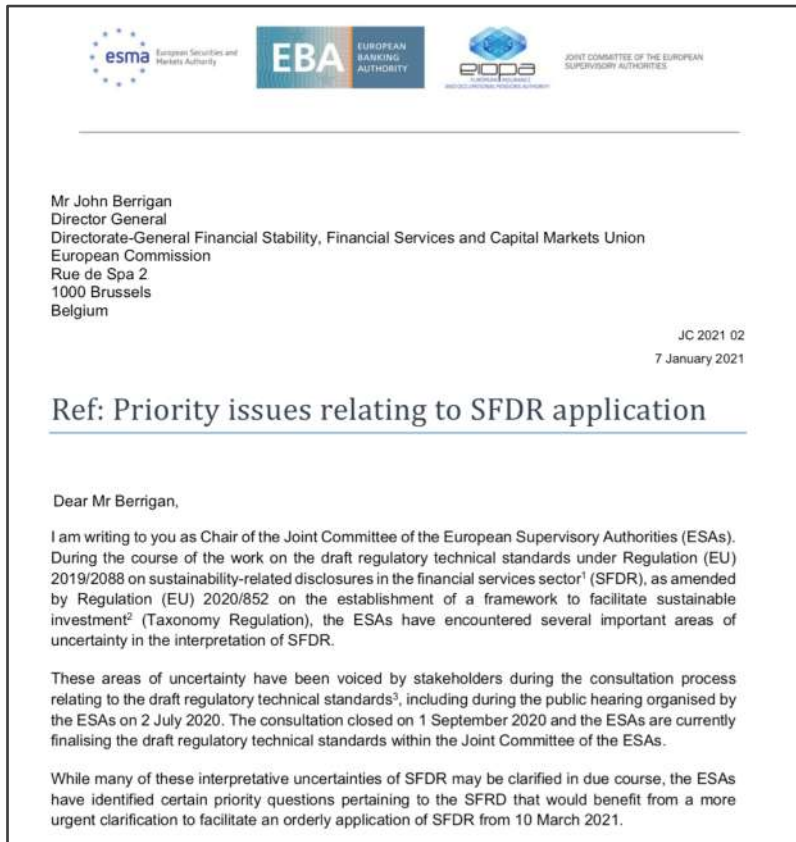 esma European Securities and
Markets Authority
EBA EUROPEAN
BANKING
AUTHORITY
eiopa
EUROPEAN INSURANCE
AND OCCUPATIONAL PENSIONS AUTHORITY
JOINT COMMITTEE OF THE EUROPEAN
SUPERVISORY AUTHORITIES
Mr John Berrigan
Director General
Directorate-General Financial Stability, Financial Services and Capital Markets Union
European Commission
Rue de Spa 2
1000 Brussels
Belgium
JC 2021 02
7 January 2021
Ref: Priority issues relating to SFDR application
Dear Mr Berrigan,
I am writing to you as Chair of the Joint Committee of the European Supervisory Authorities (ESAs).
During the course of the work on the draft regulatory technical standards under Regulation (EU)
2019/2088 on sustainability-related disclosures in the financial services sector¹ (SFDR), as amended
by Regulation (EU) 2020/852 on the establishment of a framework to facilitate sustainable
investment² (Taxonomy Regulation), the ESAs have encountered several important areas of
uncertainty in the interpretation of SFDR.
These areas of uncertainty have been voiced by stakeholders during the consultation process
relating to the draft regulatory technical standards³, including during the public hearing organised by
the ESAs on 2 July 2020. The consultation closed on 1 September 2020 and the ESAs are currently
finalising the draft regulatory technical standards within the Joint Committee of the ESAs.
While many of these interpretative uncertainties of SFDR may be clarified in due course, the ESAs
have identified certain priority questions pertaining to the SFRD that would benefit from a more
urgent clarification to facilitate an orderly application of SFDR from 10 March 2021.